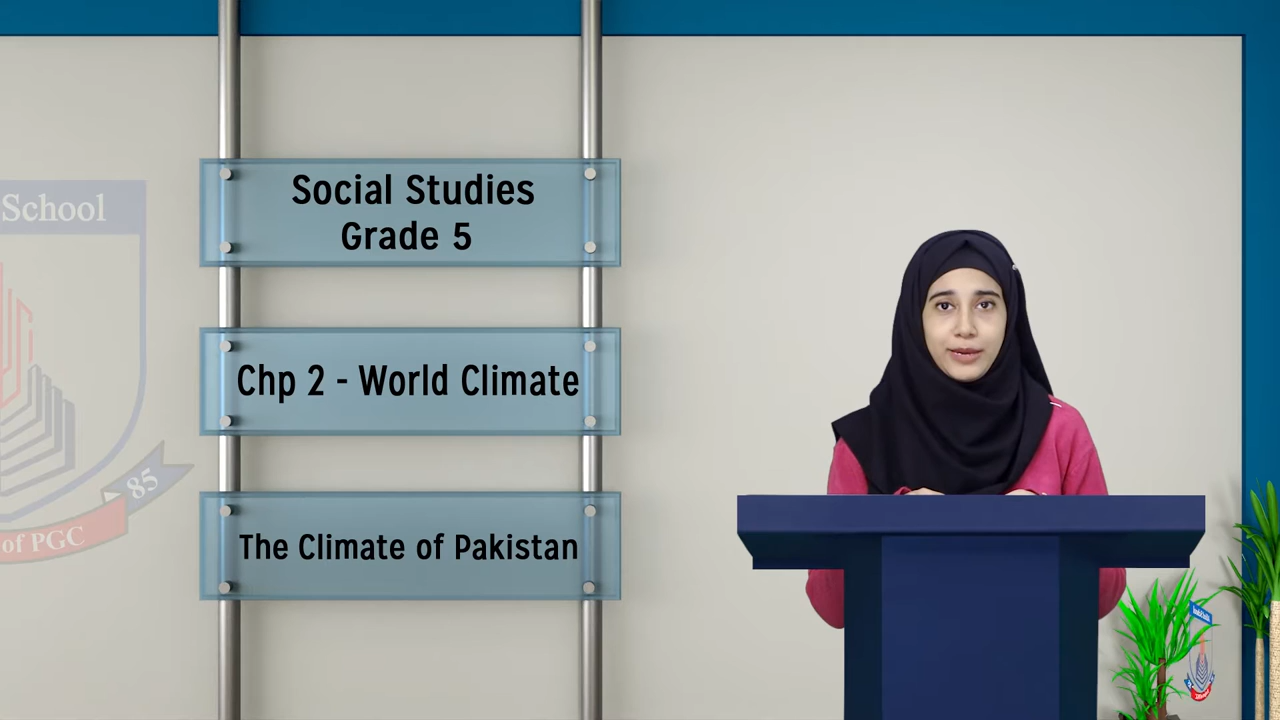 School
85
of PGC
Social Studies
Grade 5
Chp 2 - World Climate
The Climate of Pakistan